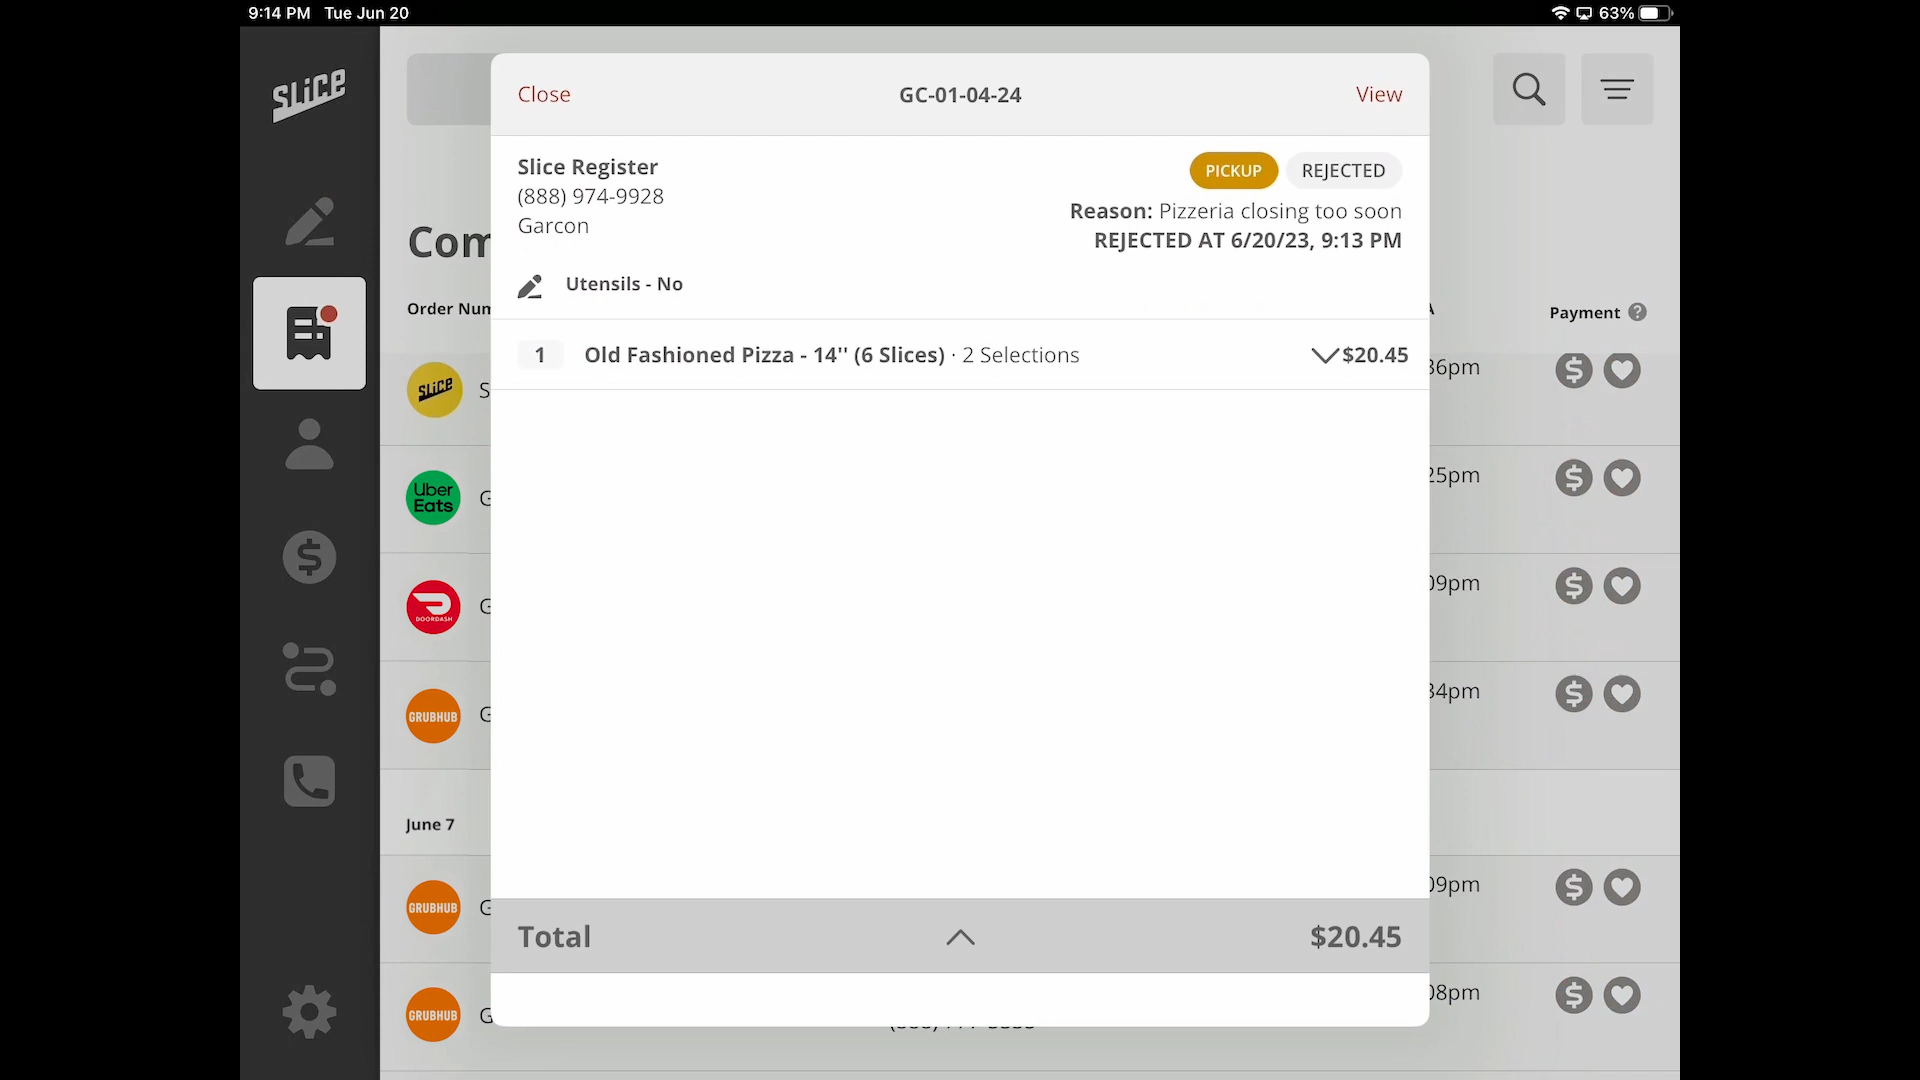 9:14 PM Tue Jun 20
63%
SLiCE
Close
GC-01-04-24
View
Slice Register
(888) 974-9928
Garcon
PICKUP
REJECTED
Reason: Pizzeria closing too soon
REJECTED AT 6/20/23, 9:13 PM
Utensils - No
Order Num
Payment ?
1 Old Fashioned Pizza - 14'' (6 Slices) · 2 Selections $20.45
SLiCE
S
36pm
Uber Eats
G
25pm
DOORDASH
G
09pm
GRUBHUB
G
34pm
June 7
GRUBHUB
G
09pm
Total $20.45
GRUBHUB
G
08pm